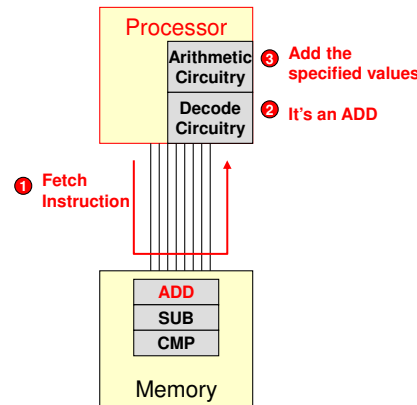 Processor
Arithmetic
Circuitry
3 Add the
specified values
Decode
Circuitry
2 It's an ADD
1 Fetch
Instruction
ADD
SUB
CMP
Memory